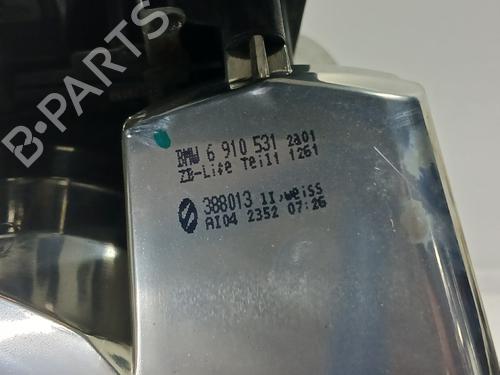 BMW 6 910 531 2a01
ZB-Life Teil1 1261
388013 II,weiss
AI04 2352 07:26
B-PARTS